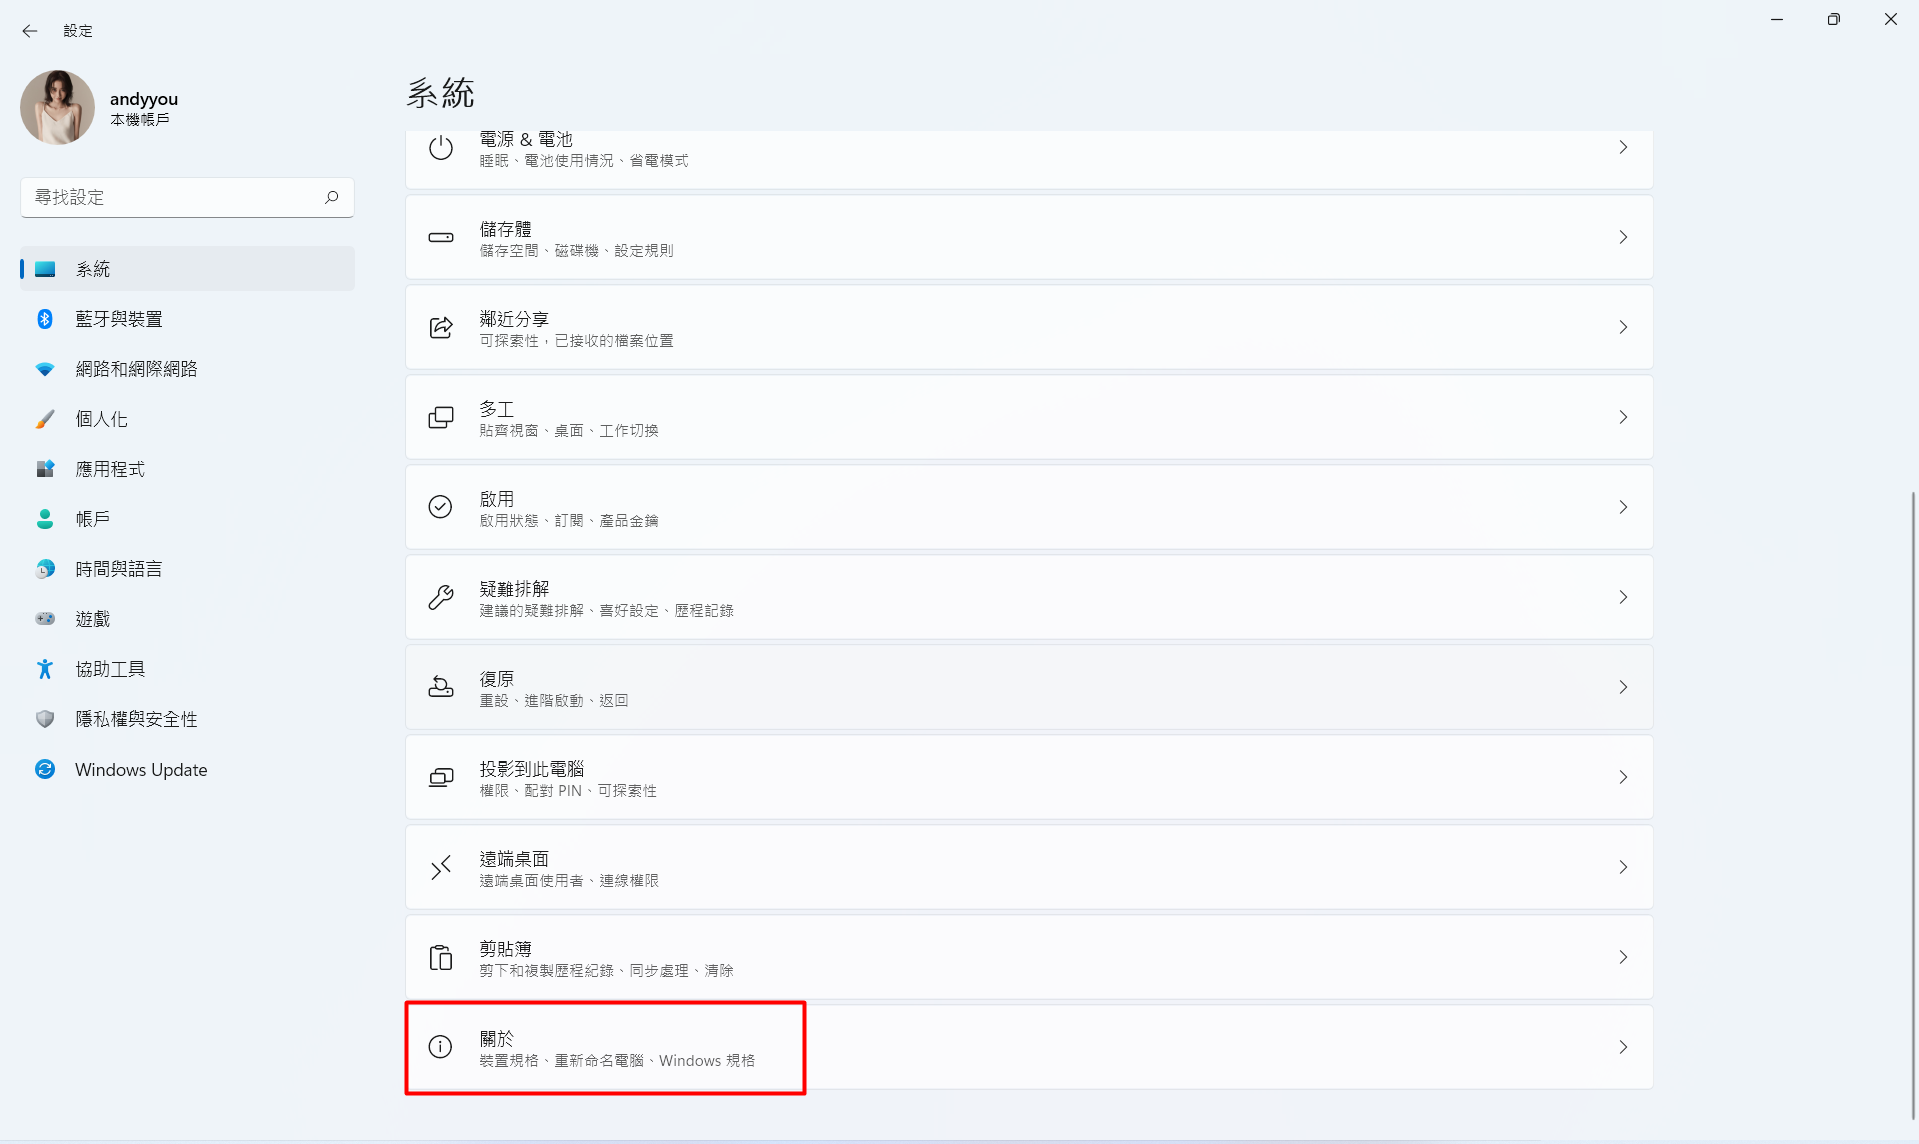 設定
andyyou
本機帳戶
尋找設定
系統
藍牙與裝置
網路和網際網路
個人化
應用程式
帳戶
時間與語言
遊戲
協助工具
隱私權與安全性
Windows Update
系統
電源 & 電池
睡眠、電池使用情況、省電模式
儲存體
儲存空間、磁碟機、設定規則
鄰近分享
可探索性，已接收的檔案位置
多工
貼齊視窗、桌面、工作切換
啟用
啟用狀態、訂閱、產品金鑰
疑難排解
建議的疑難排解、喜好設定、歷程記錄
復原
重設、進階啟動、返回
投影到此電腦
權限、配對 PIN、可探索性
遠端桌面
遠端桌面使用者、連線權限
剪貼簿
剪下和複製歷程紀錄、同步處理、清除
關於
裝置規格、重新命名電腦、Windows 規格